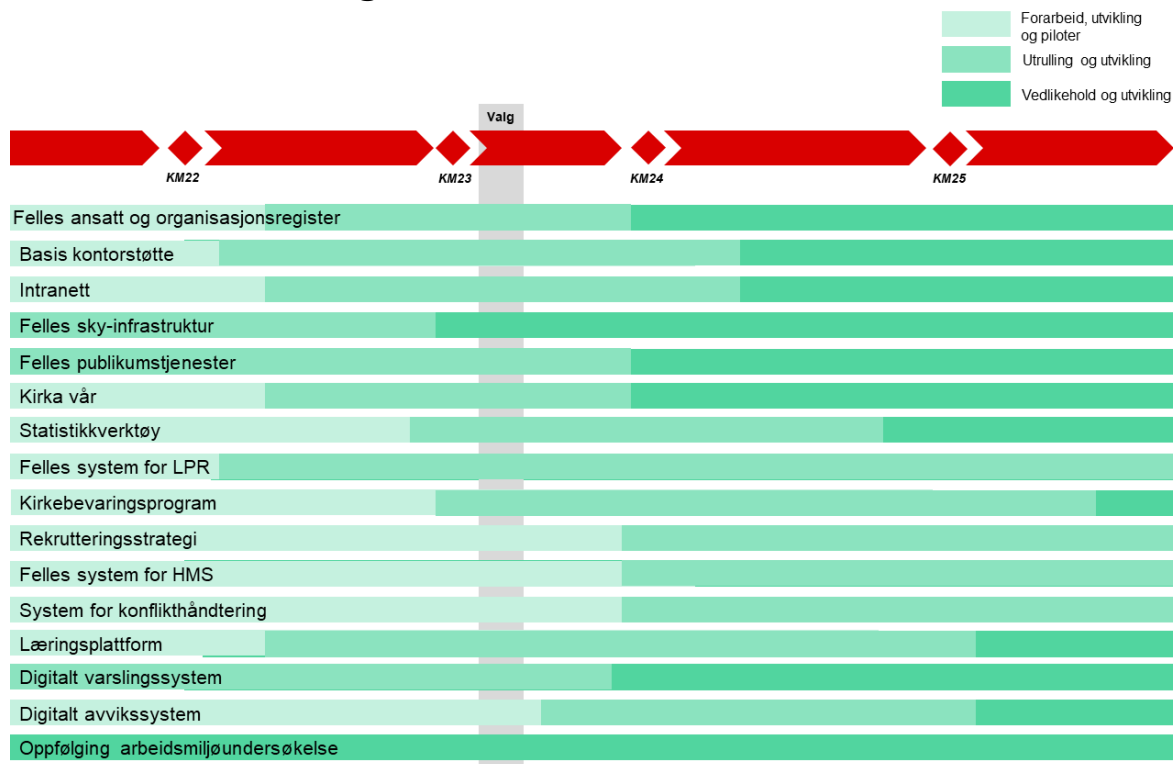 Forarbeid, utvikling
og piloter
Utrulling og utvikling
Vedlikehold og utvikling
Valg
KM22
KM23
KM24
KM25
Felles ansatt og organisasjonsregister
Basis kontorstøtte
Intranett
Felles sky-infrastruktur
Felles publikumstjenester
Kirka vår
Statistikkverktøy
Felles system for LPR
Kirkebevaringsprogram
Rekrutteringsstrategi
Felles system for HMS
System for konflikthåndtering
Læringsplattform
Digitalt varslingssystem
Digitalt avvikssystem
Oppfølging arbeidsmiljøundersøkelse